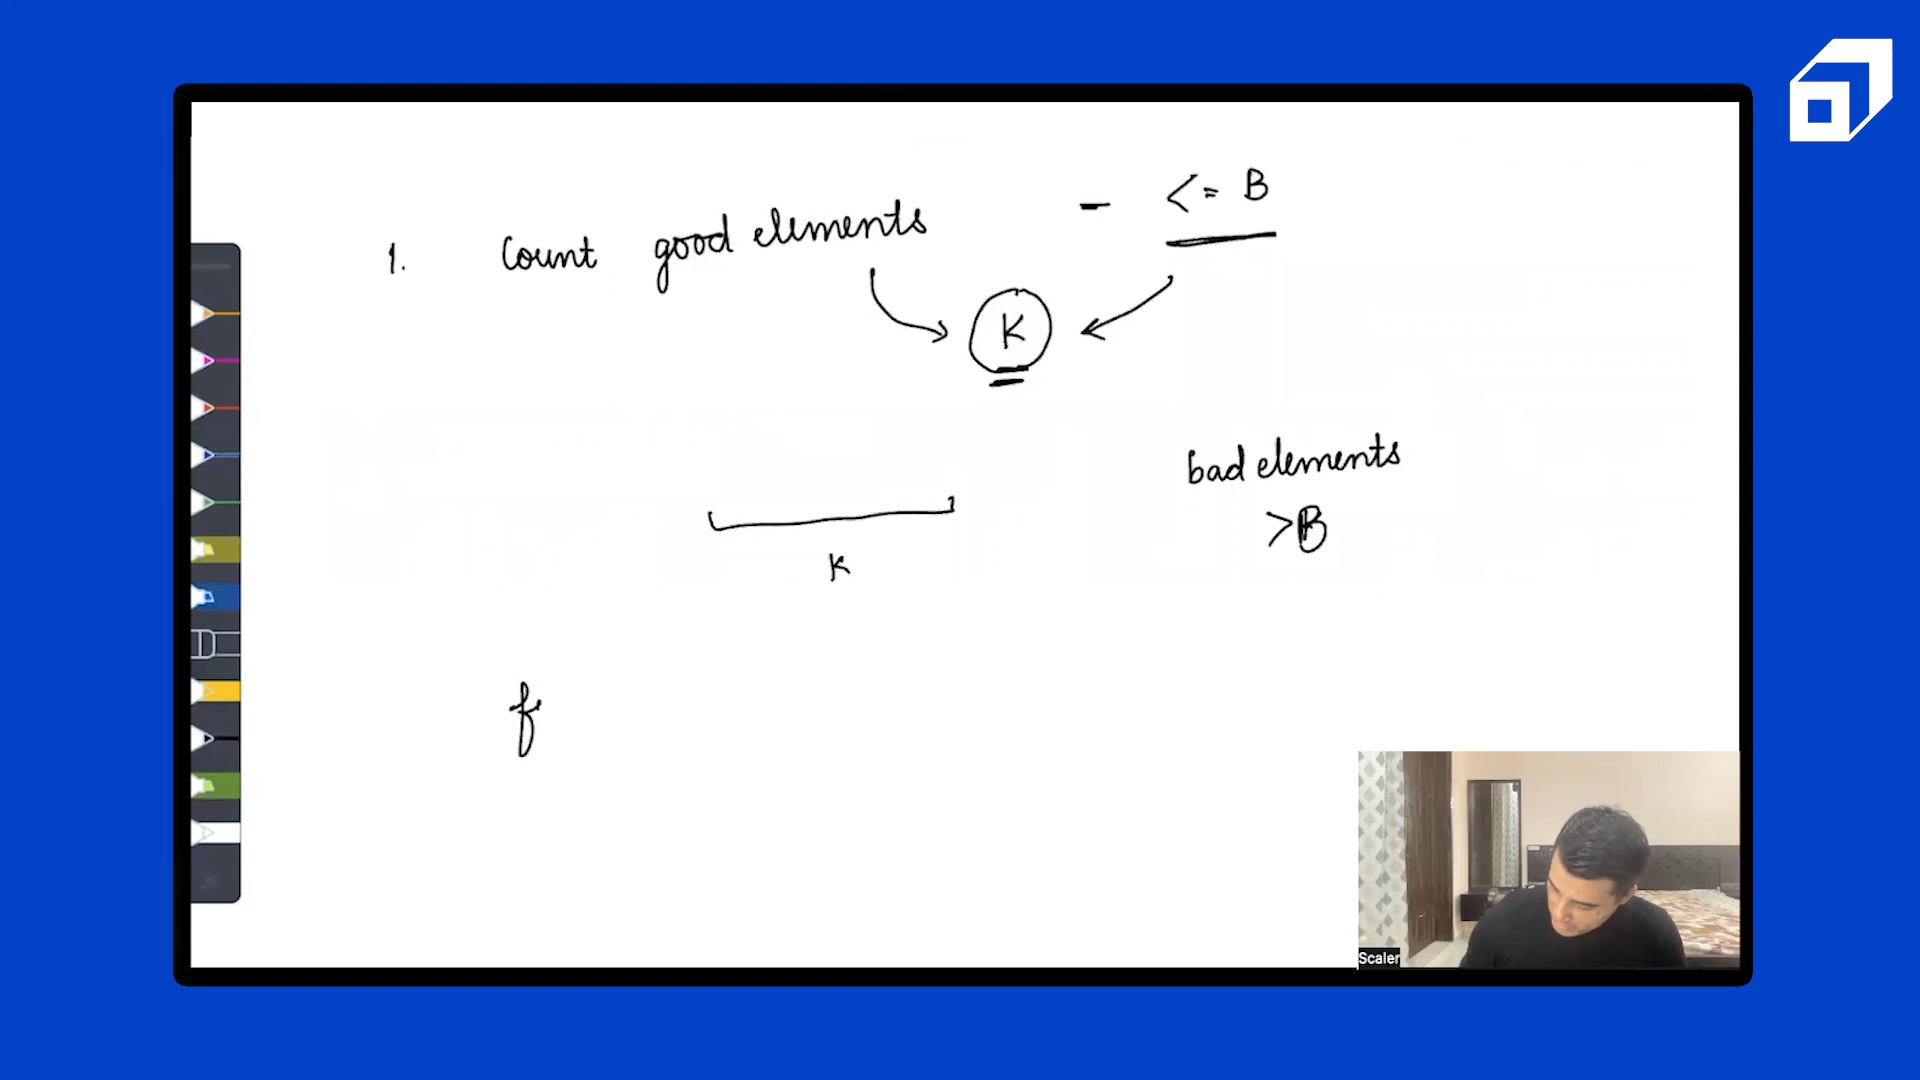 1. Count good elements - <= B
K
bad elements
>B
K
f
Scaler